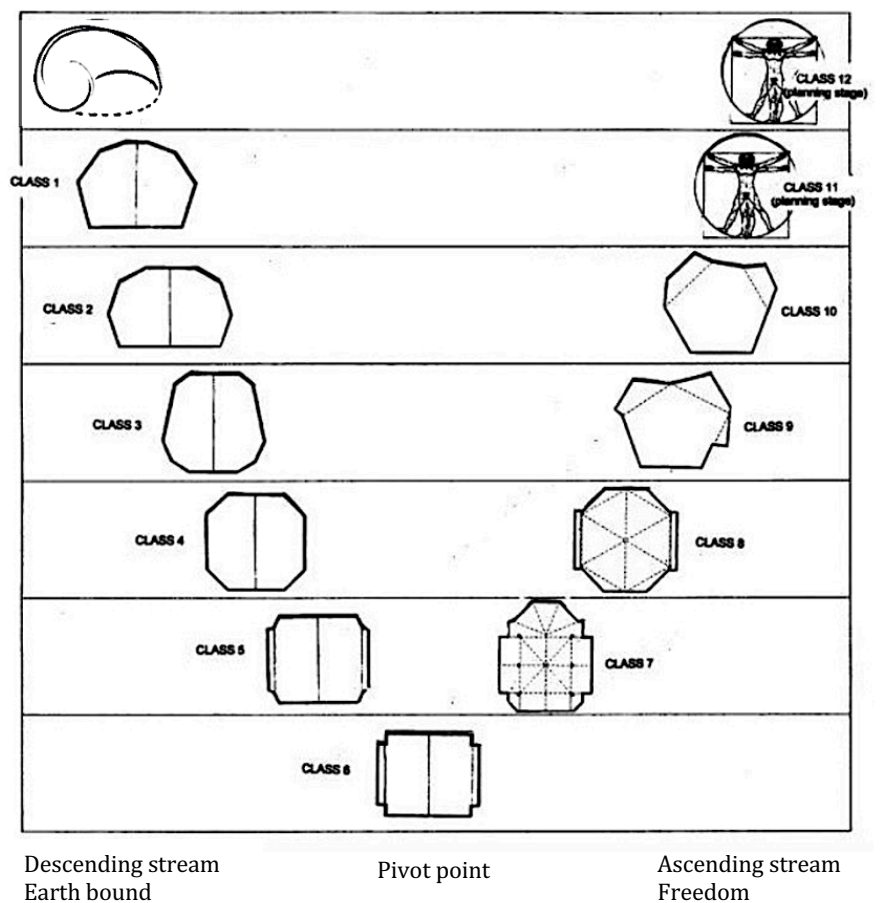 CLASS 12
(planning stage)
CLASS 1
CLASS 11
(planning stage)
CLASS 2
CLASS 10
CLASS 3
CLASS 9
CLASS 4
CLASS 8
CLASS 5
CLASS 7
CLASS 6
Descending stream
Earth bound
Pivot point
Ascending stream
Freedom